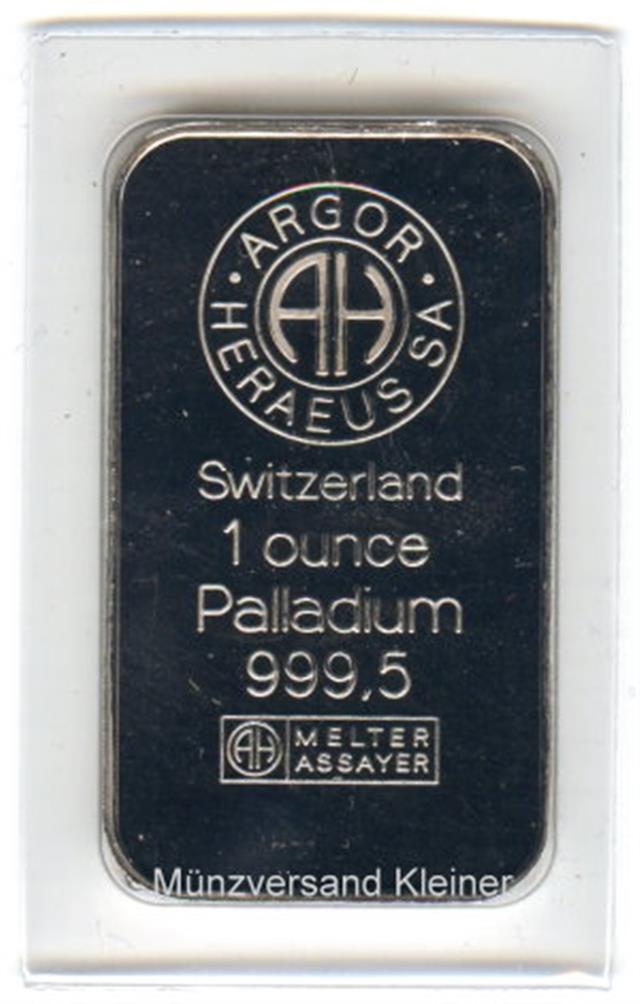 ARGOR
HERAEUS SA
AH
Switzerland
1 ounce
Palladium
999,5
AH
MELTER
ASSAYER
Münzversand Kleiner